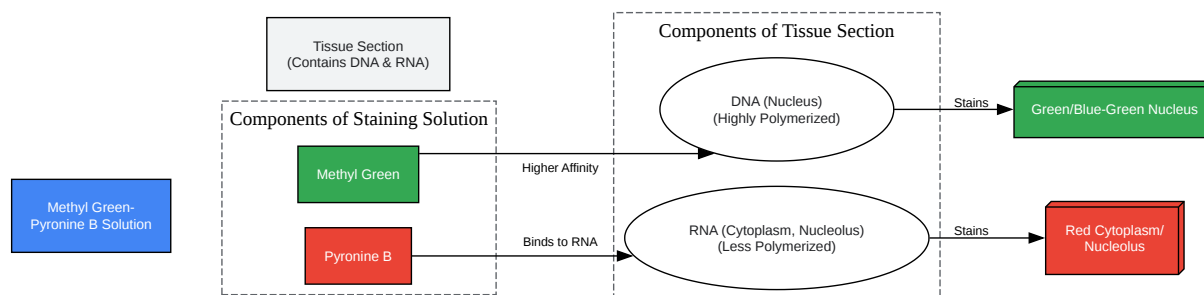 Tissue Section
(Contains DNA & RNA)
Components of Tissue Section
Components of Staining Solution
DNA (Nucleus)
(Highly Polymerized)
Stains
Green/Blue-Green Nucleus
Methyl Green
Higher Affinity
Methyl Green-
Pyronine B Solution
Pyronine B
Binds to RNA
RNA (Cytoplasm, Nucleolus)
(Less Polymerized)
Stains
Red Cytoplasm/
Nucleolus